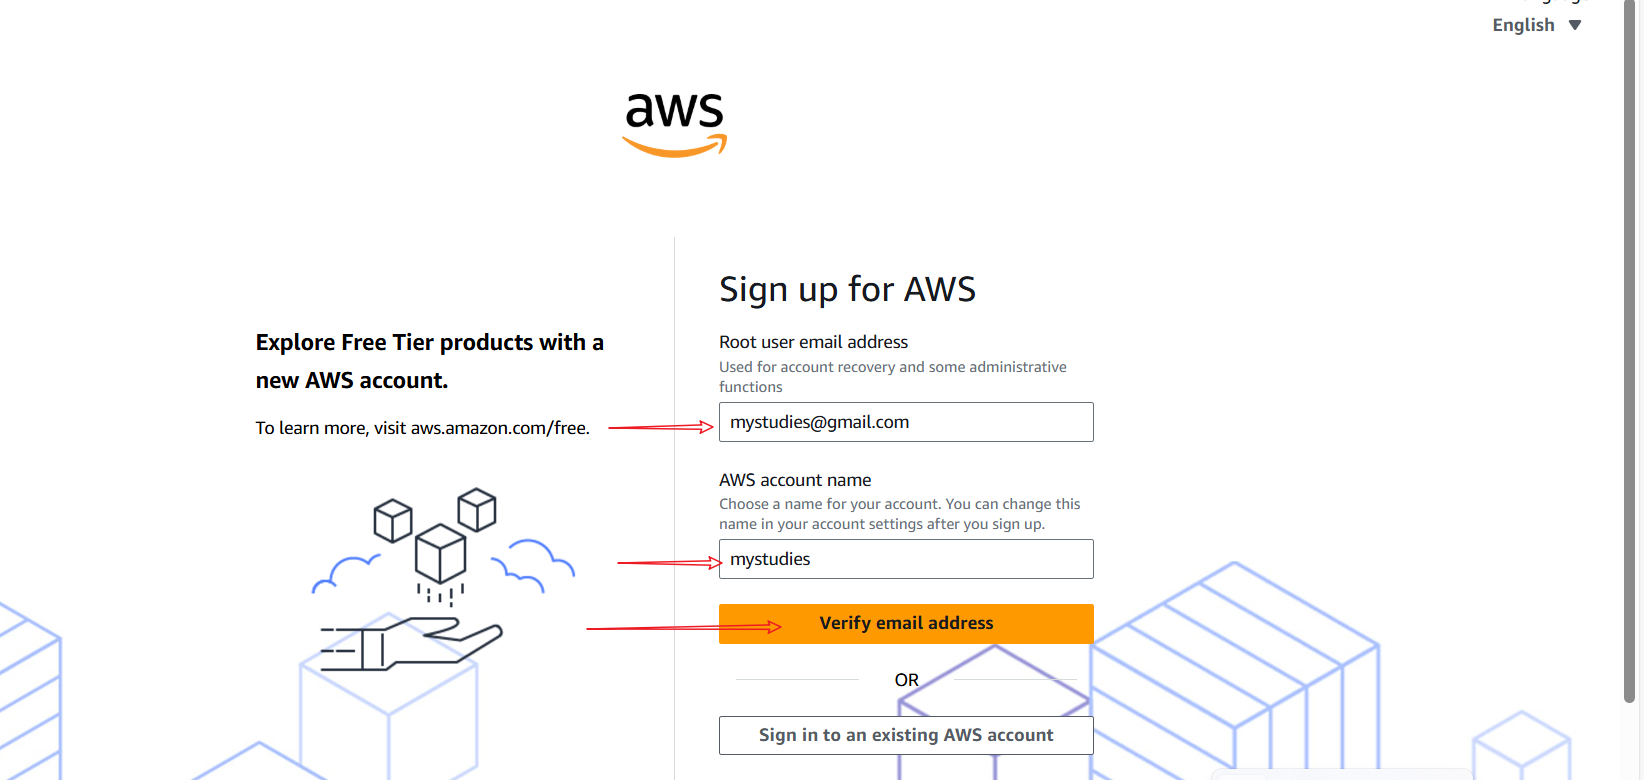 English
aws
Sign up for AWS
Explore Free Tier products with a
new AWS account.
To learn more, visit aws.amazon.com/free.
Root user email address
Used for account recovery and some administrative
functions
mystudies@gmail.com
AWS account name
Choose a name for your account. You can change this
name in your account settings after you sign up.
mystudies
Verify email address
OR
Sign in to an existing AWS account